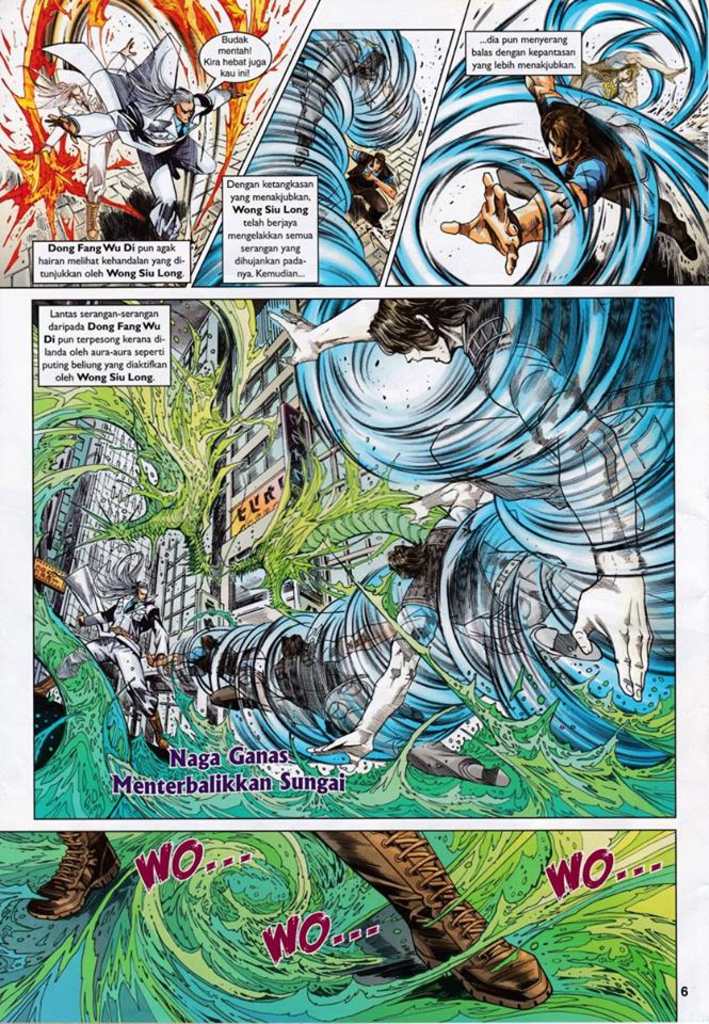 Budak
mentah!
Kira hebat juga
kau ini!
Dong Fang Wu Di pun agak
hairan melihat kehandalan yang di-
tunjukkan oleh Wong Siu Long.
Dengan ketangkasan
yang menakjubkan,
Wong Siu Long
telah berjaya
mengelakkan semua
serangan yang
dihujankan pada-
nya. Kemudian...
...dia pun menyerang
balas dengan kepantasan
yang lebih menakjubkan.
Lantas serangan-serangan
daripada Dong Fang Wu
Di pun terpesong kerana di-
landa oleh aura-aura seperti
puting beliung yang diaktifkan
oleh Wong Siu Long.
Naga Ganas
Menterbalikkan Sungai
WO...
WO...
WO...
6